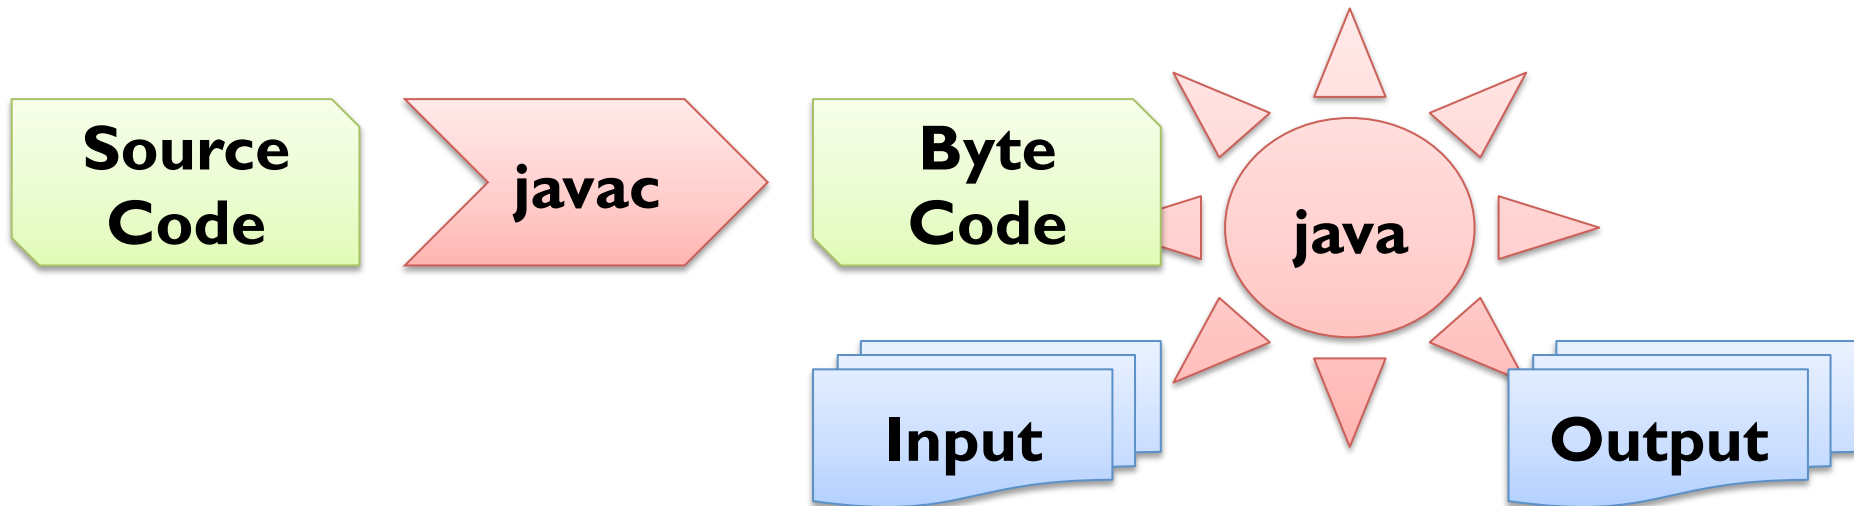 Source
Code
javac
Byte
Code
java
Input
Output